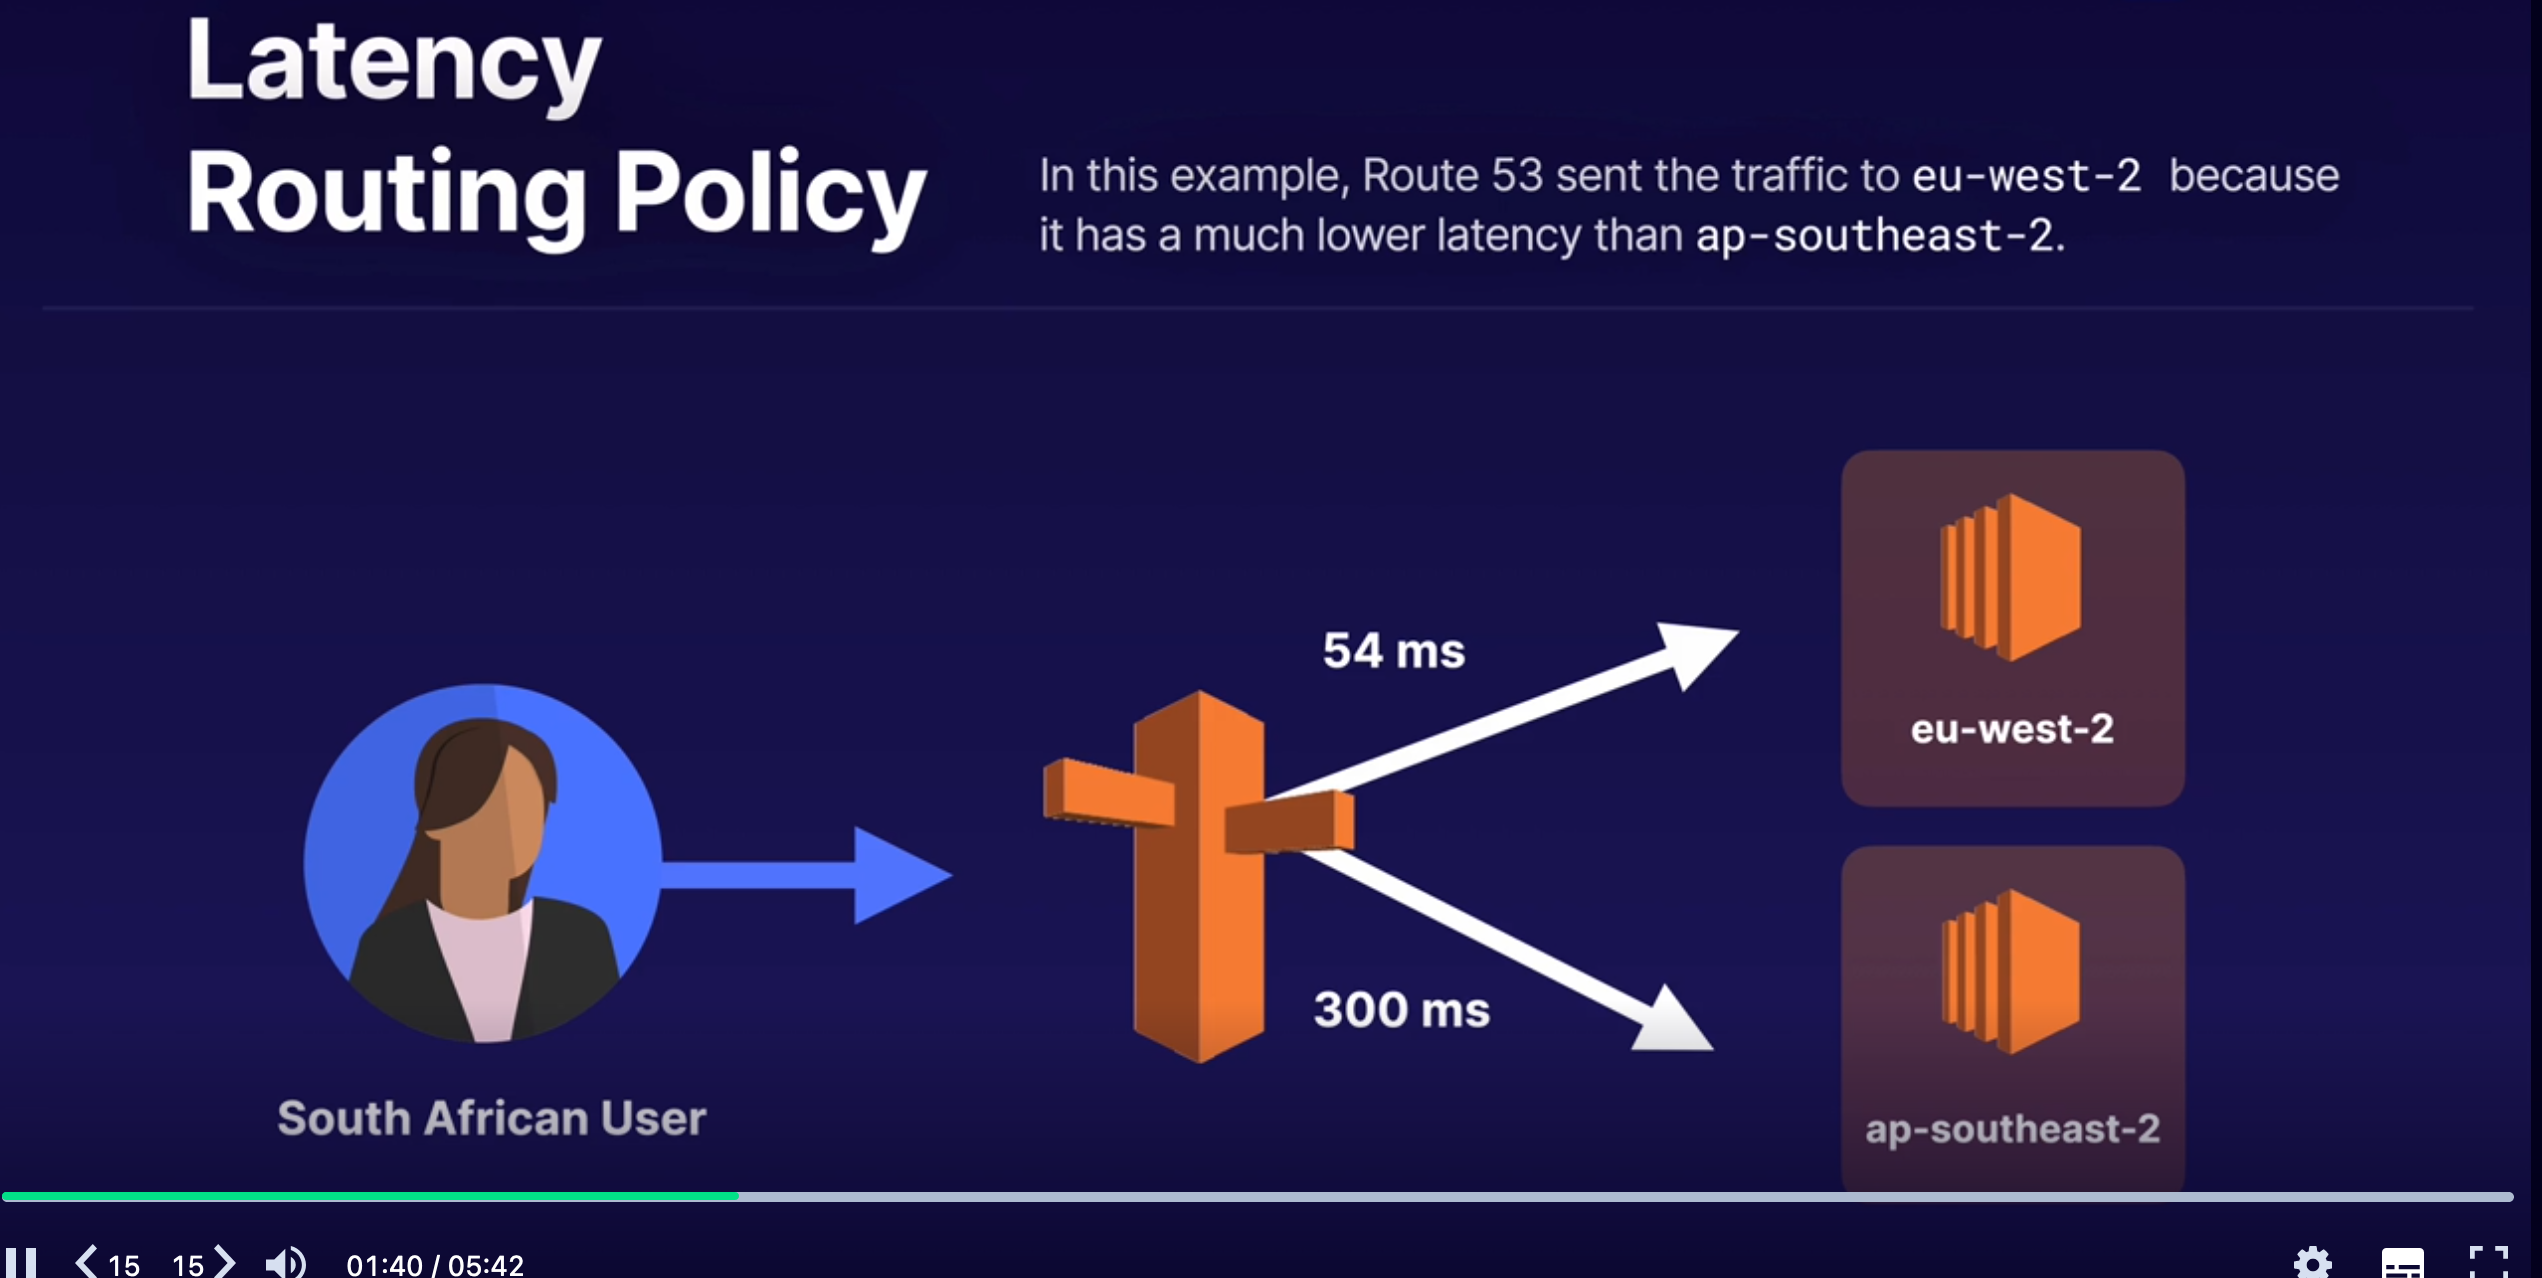 Latency
Routing Policy
In this example, Route 53 sent the traffic to eu-west-2 because
it has a much lower latency than ap-southeast-2.
54 ms
eu-west-2
300 ms
South African User
ap-southeast-2
15 15 01:40 / 05:42